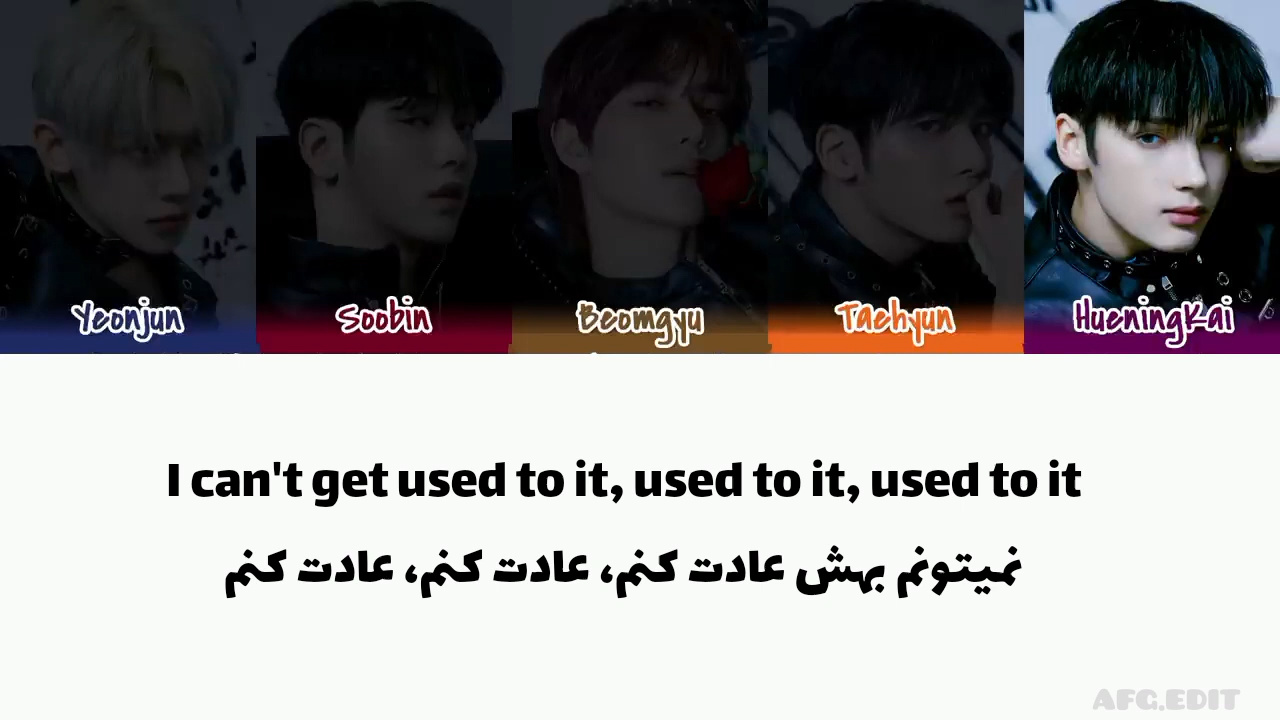 Yeonjun Soobin Beomgyu Taehyun HueningKai
I can't get used to it, used to it, used to it
نمیتونم بهش عادت کنم، عادت کنم، عادت کنم
AFG.EDIT